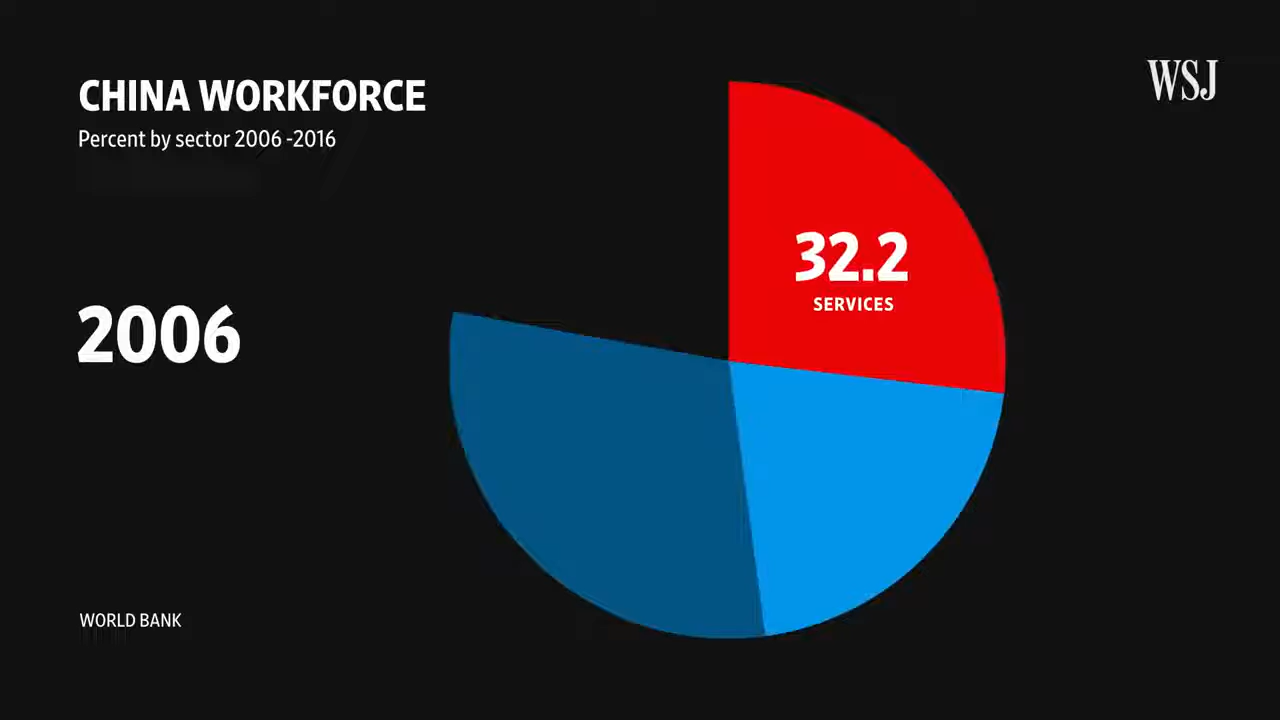 CHINA WORKFORCE
Percent by sector 2006 -2016
WSJ
32.2
SERVICES
2006
WORLD BANK